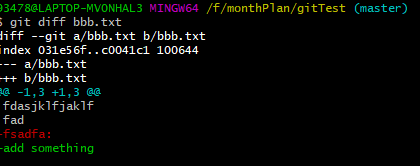 93478@LAPTOP-MVONHAL3 MINGW64 /f/monthPlan/gitTest (master)
$ git diff bbb.txt
diff --git a/bbb.txt b/bbb.txt
index 031e56f..c0041c1 100644
--- a/bbb.txt
+++ b/bbb.txt
@@ -1,3 +1,3 @@
fdasjklfjaklf
fad
-fsadfa:
+add something